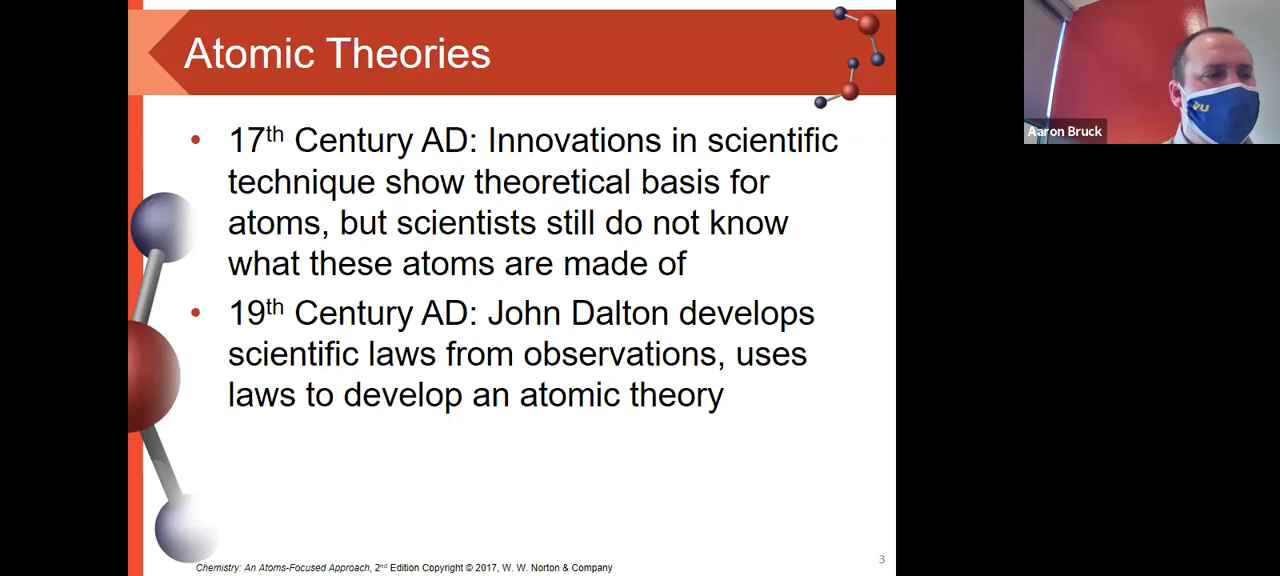 Atomic Theories
• 17th Century AD: Innovations in scientific
technique show theoretical basis for
atoms, but scientists still do not know
what these atoms are made of
• 19th Century AD: John Dalton develops
scientific laws from observations, uses
laws to develop an atomic theory
Chemistry: An Atoms-Focused Approach, 2nd Edition Copyright © 2017, W. W. Norton & Company
3
Aaron Bruck